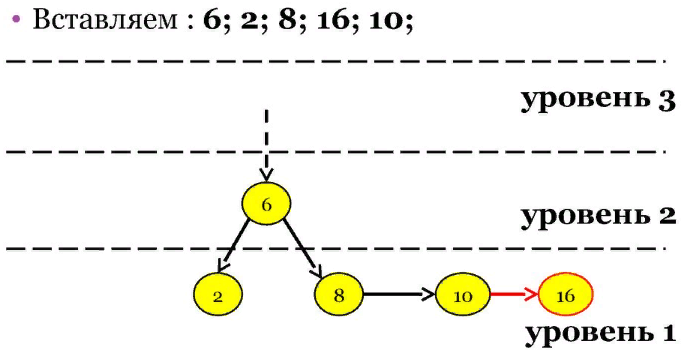 • Вставляем : 6; 2; 8; 16; 10;
уровень 3
6
уровень 2
2 8 10 16
уровень 1